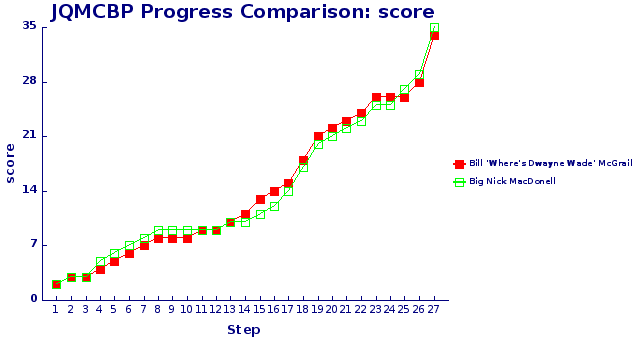 JQMCBP Progress Comparison: score
35
28
21
14
7
0
score
1 2 3 4 5 6 7 8 9 10 11 12 13 14 15 16 17 18 19 20 21 22 23 24 25 26 27
Step
Bill 'Where's Dwayne Wade' McGrail
Big Nick MacDonell